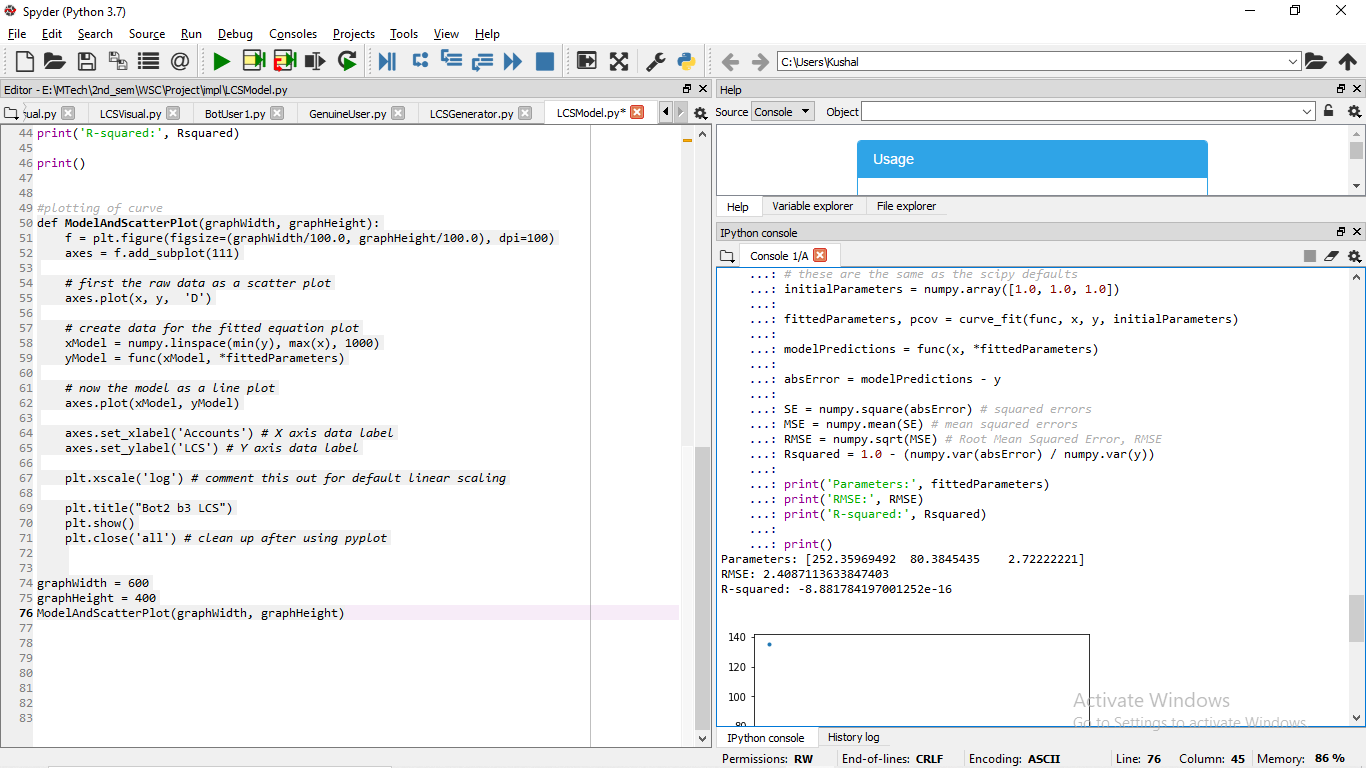 Spyder (Python 3.7)
File Edit Search Source Run Debug Consoles Projects Tools View Help
C:\Users\Kushal
Editor - E:\MTech\2nd_sem\WSC\Project\impl\LCSModel.py
ual.py LCSVisual.py BotUser1.py GenuineUser.py LCSGenerator.py LCSModel.py*
44 print('R-squared:', Rsquared)
45
46 print()
47
48
49 #plotting of curve
50 def ModelAndScatterPlot(graphWidth, graphHeight):
51 f = plt.figure(figsize=(graphWidth/100.0, graphHeight/100.0), dpi=100)
52 axes = f.add_subplot(111)
53
54 # first the raw data as a scatter plot
55 axes.plot(x, y, 'D')
56
57 # create data for the fitted equation plot
58 xModel = numpy.linspace(min(y), max(x), 1000)
59 yModel = func(xModel, *fittedParameters)
60
61 # now the model as a line plot
62 axes.plot(xModel, yModel)
63
64 axes.set_xlabel('Accounts') # X axis data label
65 axes.set_ylabel('LCS') # Y axis data label
66
67 plt.xscale('log') # comment this out for default linear scaling
68
69 plt.title("Bot2 b3 LCS")
70 plt.show()
71 plt.close('all') # clean up after using pyplot
72
73
74 graphWidth = 600
75 graphHeight = 400
76 ModelAndScatterPlot(graphWidth, graphHeight)
77
78
79
80
81
82
83
Help
Source Console Object
Usage
Help Variable explorer File explorer
IPython console
Console 1/A
...: # these are the same as the scipy defaults
...: initialParameters = numpy.array([1.0, 1.0, 1.0])
...:
...: fittedParameters, pcov = curve_fit(func, x, y, initialParameters)
...:
...: modelPredictions = func(x, *fittedParameters)
...:
...: absError = modelPredictions - y
...:
...: SE = numpy.square(absError) # squared errors
...: MSE = numpy.mean(SE) # mean squared errors
...: RMSE = numpy.sqrt(MSE) # Root Mean Squared Error, RMSE
...: Rsquared = 1.0 - (numpy.var(absError) / numpy.var(y))
...:
...: print('Parameters:', fittedParameters)
...: print('RMSE:', RMSE)
...: print('R-squared:', Rsquared)
...:
...: print()
Parameters: [252.35969492 80.3845435 2.72222221]
RMSE: 2.4087113633847403
R-squared: -8.881784197001252e-16
140
120
100
80
Activate Windows
Go to Settings to activate Windows.
IPython console History log
Permissions: RW End-of-lines: CRLF Encoding: ASCII Line: 76 Column: 45 Memory: 86 %